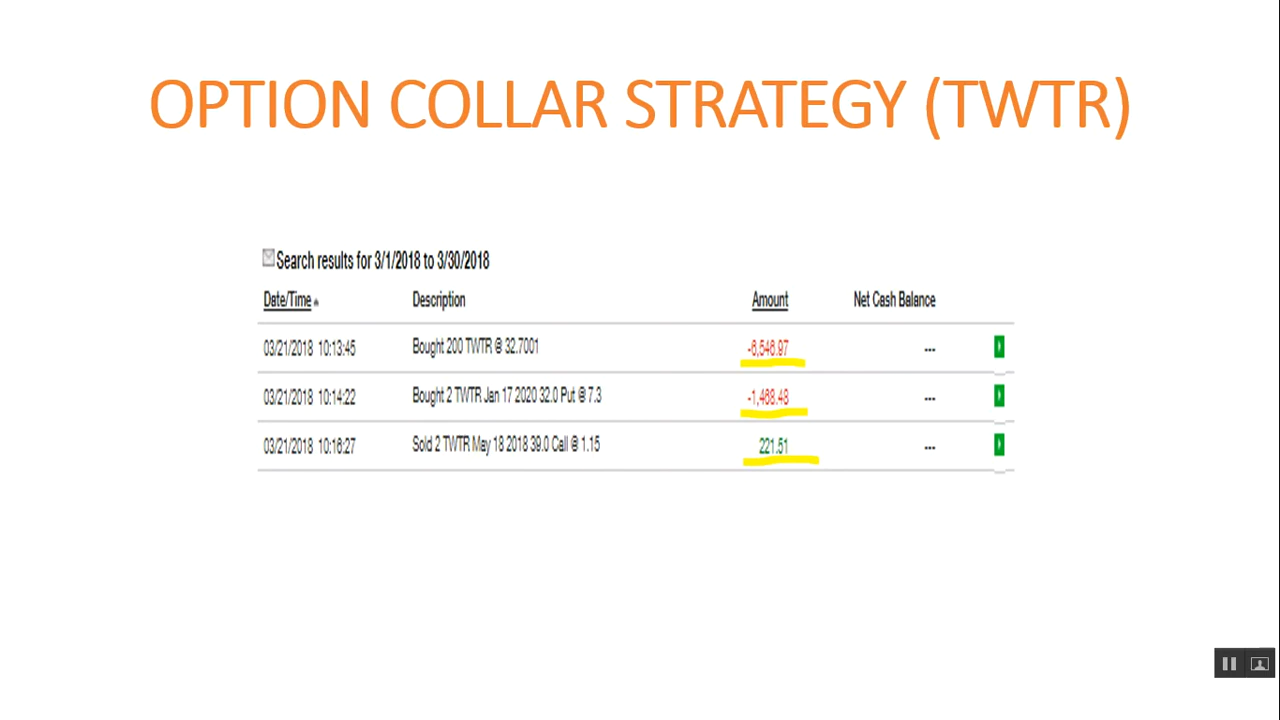 OPTION COLLAR STRATEGY (TWTR)
Search results for 3/1/2018 to 3/30/2018
Date/Time Description Amount Net Cash Balance
03/21/2018 10:13:45 Bought 200 TWTR @ 32.7001 -6,546.97 ---
03/21/2018 10:14:22 Bought 2 TWTR Jan 17 2020 32.0 Put @ 7.3 -1,468.48 ---
03/21/2018 10:16:27 Sold 2 TWTR May 18 2018 39.0 Call @ 1.15 221.51 ---